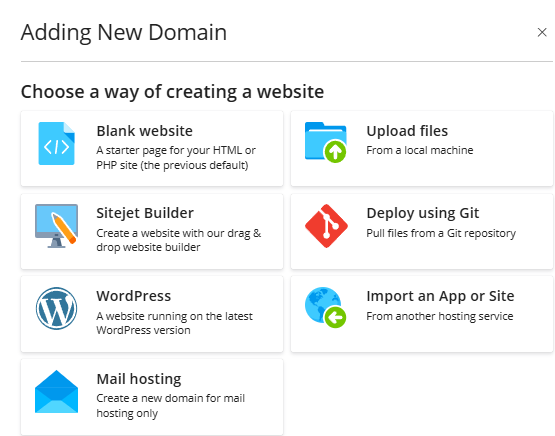 Adding New Domain
Choose a way of creating a website
Blank website
A starter page for your HTML or
PHP site (the previous default)
Upload files
From a local machine
Sitejet Builder
Create a website with our drag &
drop website builder
Deploy using Git
Pull files from a Git repository
WordPress
A website running on the latest
WordPress version
Import an App or Site
From another hosting service
Mail hosting
Create a new domain for mail
hosting only